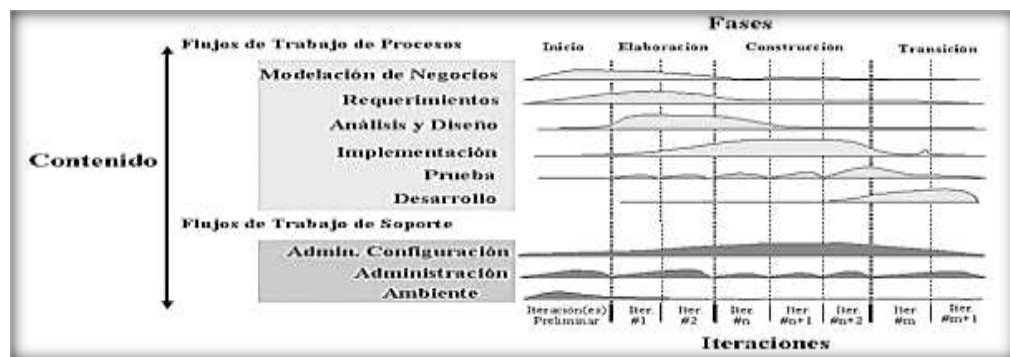 Fases
Flujos de Trabajo de Procesos
Inicio Elaboracion Construccion Transicion
Modelación de Negocios
Requerimientos
Análisis y Diseño
Implementación
Prueba
Desarrollo
Contenido
Flujos de Trabajo de Soporte
Admin. Configuración
Administración
Ambiente
Iteración(es) Preliminar
Iter. #1
Iter. #2
Iter. #n
Iter. #n+1
Iter. #n+2
Iter. #m
Iter. #m+1
Iteraciones